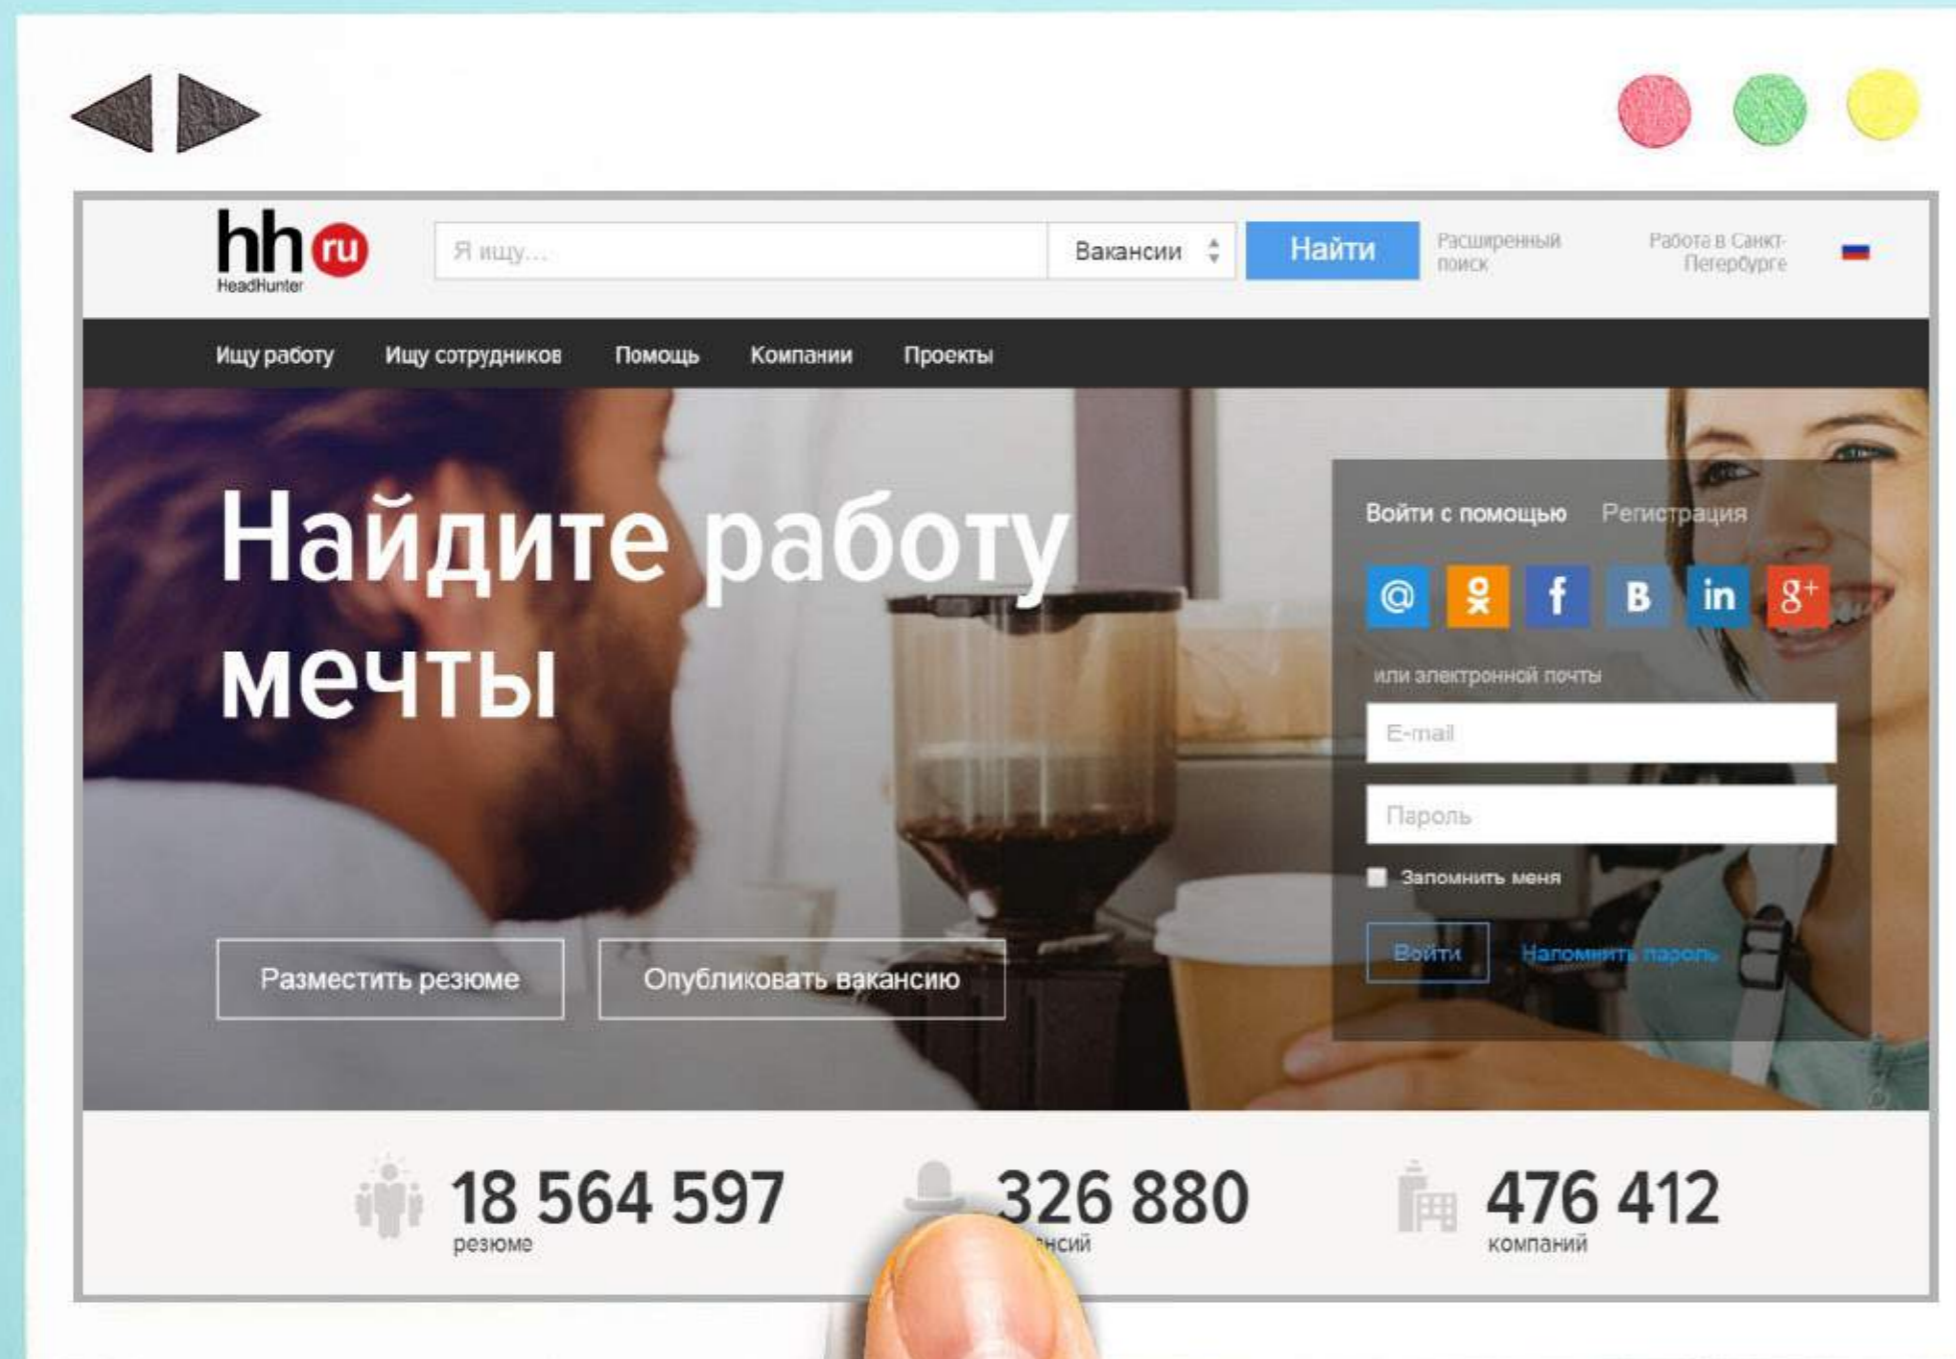 hh ru
HeadHunter
Я ищу...
Вакансии
Найти
Расширенный
поиск
Работа в Санкт-
Петербурге
Ищу работу
Ищу сотрудников
Помощь
Компании
Проекты
Найдите работу
мечты
Войти с помощью
Регистрация
@
f
B
in
g+
или электронной почты
E-mail
Пароль
Запомнить меня
Войти
Напомнить пароль
Разместить резюме
Опубликовать вакансию
18 564 597
резюме
326 880
476 412
компаний